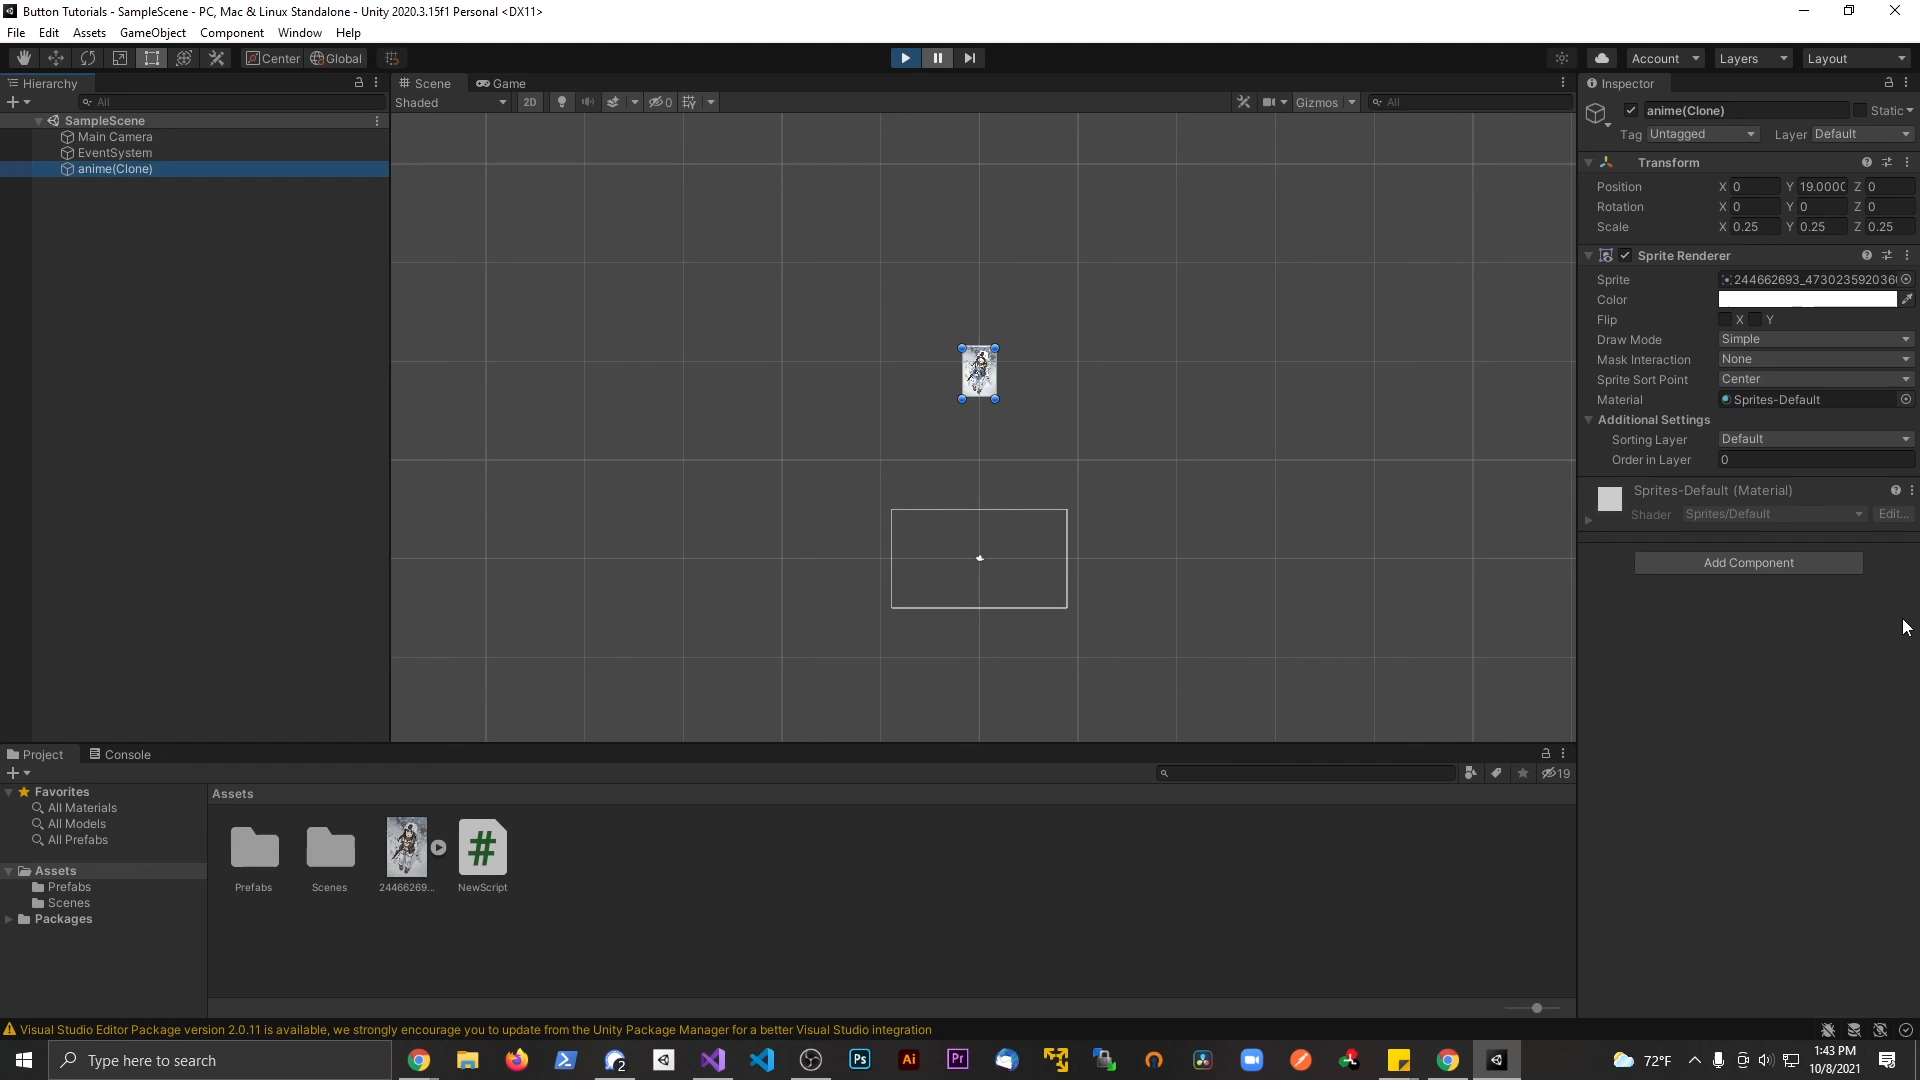 Button Tutorials - SampleScene - PC, Mac & Linux Standalone - Unity 2020.3.15f1 Personal <DX11>
File Edit Assets GameObject Component Window Help
Center Global Account Layers Layout
Hierarchy
All
SampleScene
Main Camera
EventSystem
anime(Clone)
Scene Game
Shaded 2D 0 Gizmos All
Inspector
anime(Clone) Static
Tag Untagged Layer Default
Transform
Position X 0 Y 19.000 Z 0
Rotation X 0 Y 0 Z 0
Scale X 0.25 Y 0.25 Z 0.25
Sprite Renderer
Sprite 244662693_4730235920360
Color
Flip X Y
Draw Mode Simple
Mask Interaction None
Sprite Sort Point Center
Material Sprites-Default
Additional Settings
Sorting Layer Default
Order in Layer 0
Sprites-Default (Material)
Shader Sprites/Default Edit...
Add Component
Project Console
19
Favorites
All Materials
All Models
All Prefabs
Assets
Prefabs
Scenes
Packages
Assets
Prefabs Scenes 24466269... NewScript
Visual Studio Editor Package version 2.0.11 is available, we strongly encourage you to update from the Unity Package Manager for a better Visual Studio integration
Type here to search
2
Ps Ai Pr
72°F
1:43 PM
10/8/2021